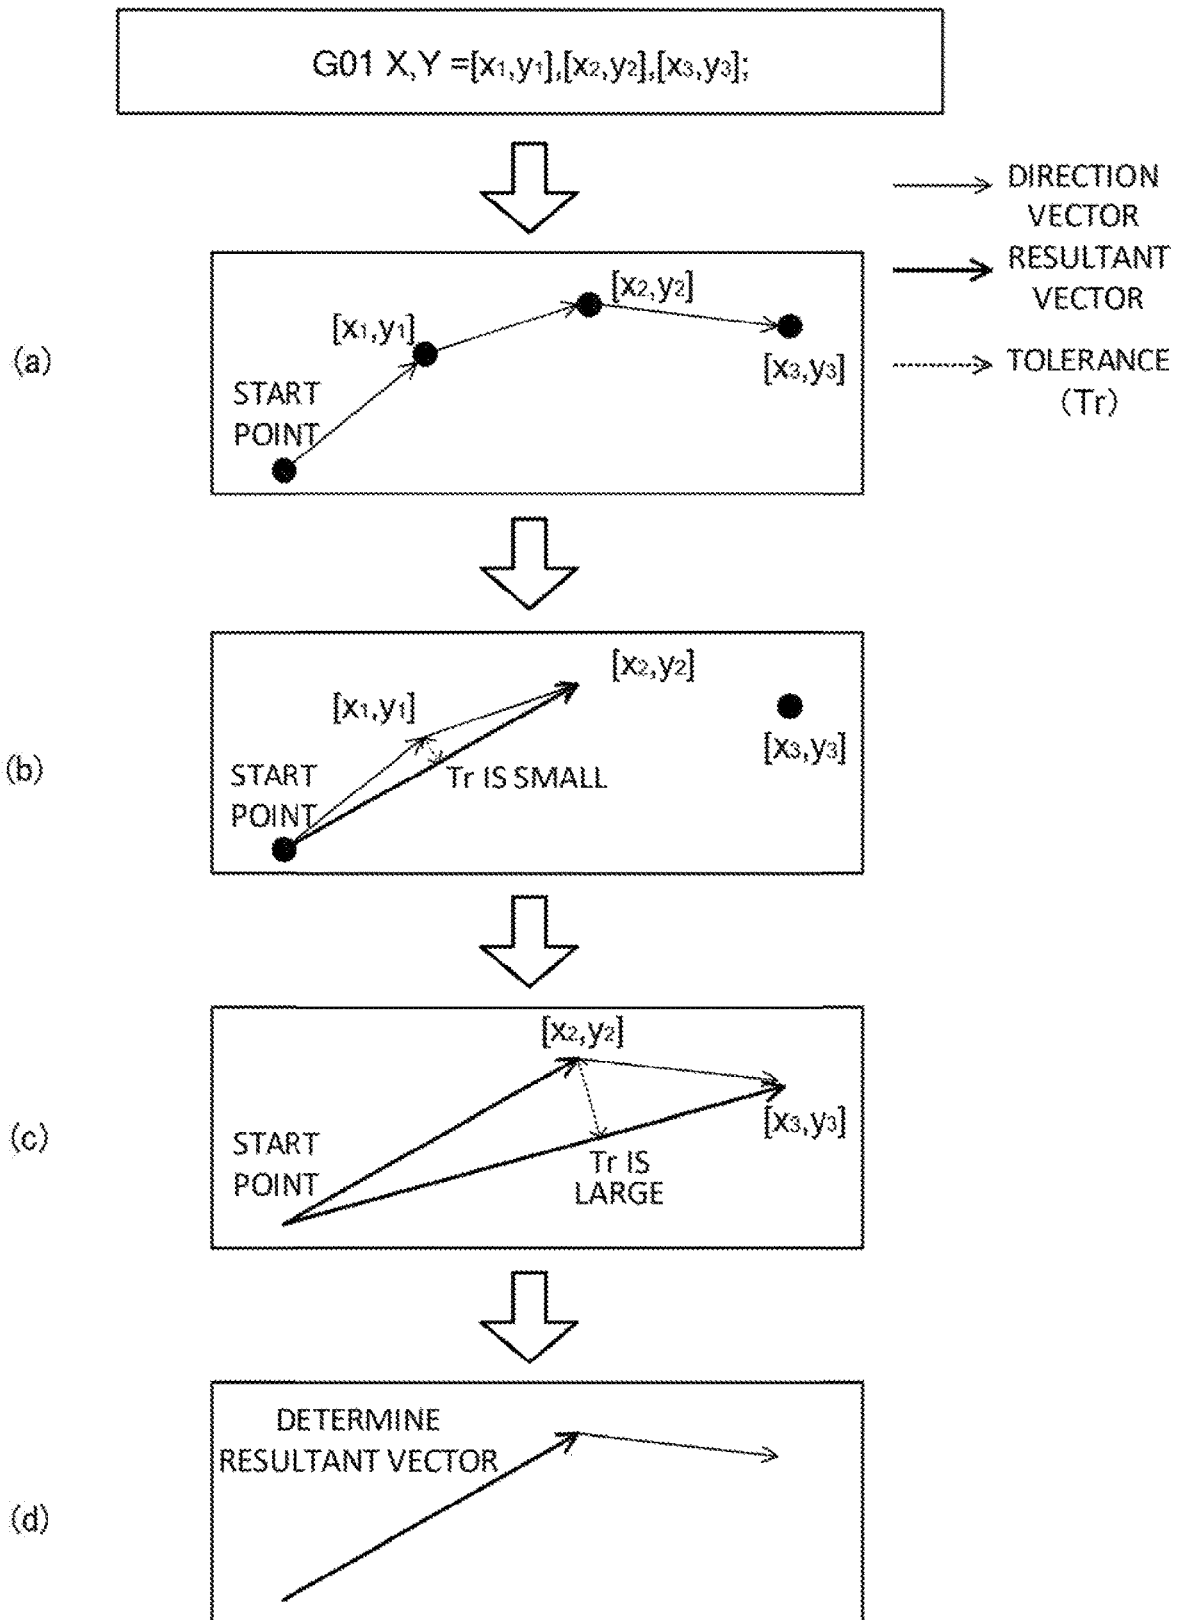 G01 X,Y =[x1,y1],[x2,y2],[x3,y3];
DIRECTION
VECTOR
RESULTANT
VECTOR
TOLERANCE
(Tr)
(a)
[x2,y2]
[x1,y1]
[x3,y3]
START
POINT
(b)
[x2,y2]
[x1,y1]
[x3,y3]
Tr IS SMALL
START
POINT
(c)
[x2,y2]
[x3,y3]
START
POINT
Tr IS
LARGE
(d)
DETERMINE
RESULTANT VECTOR